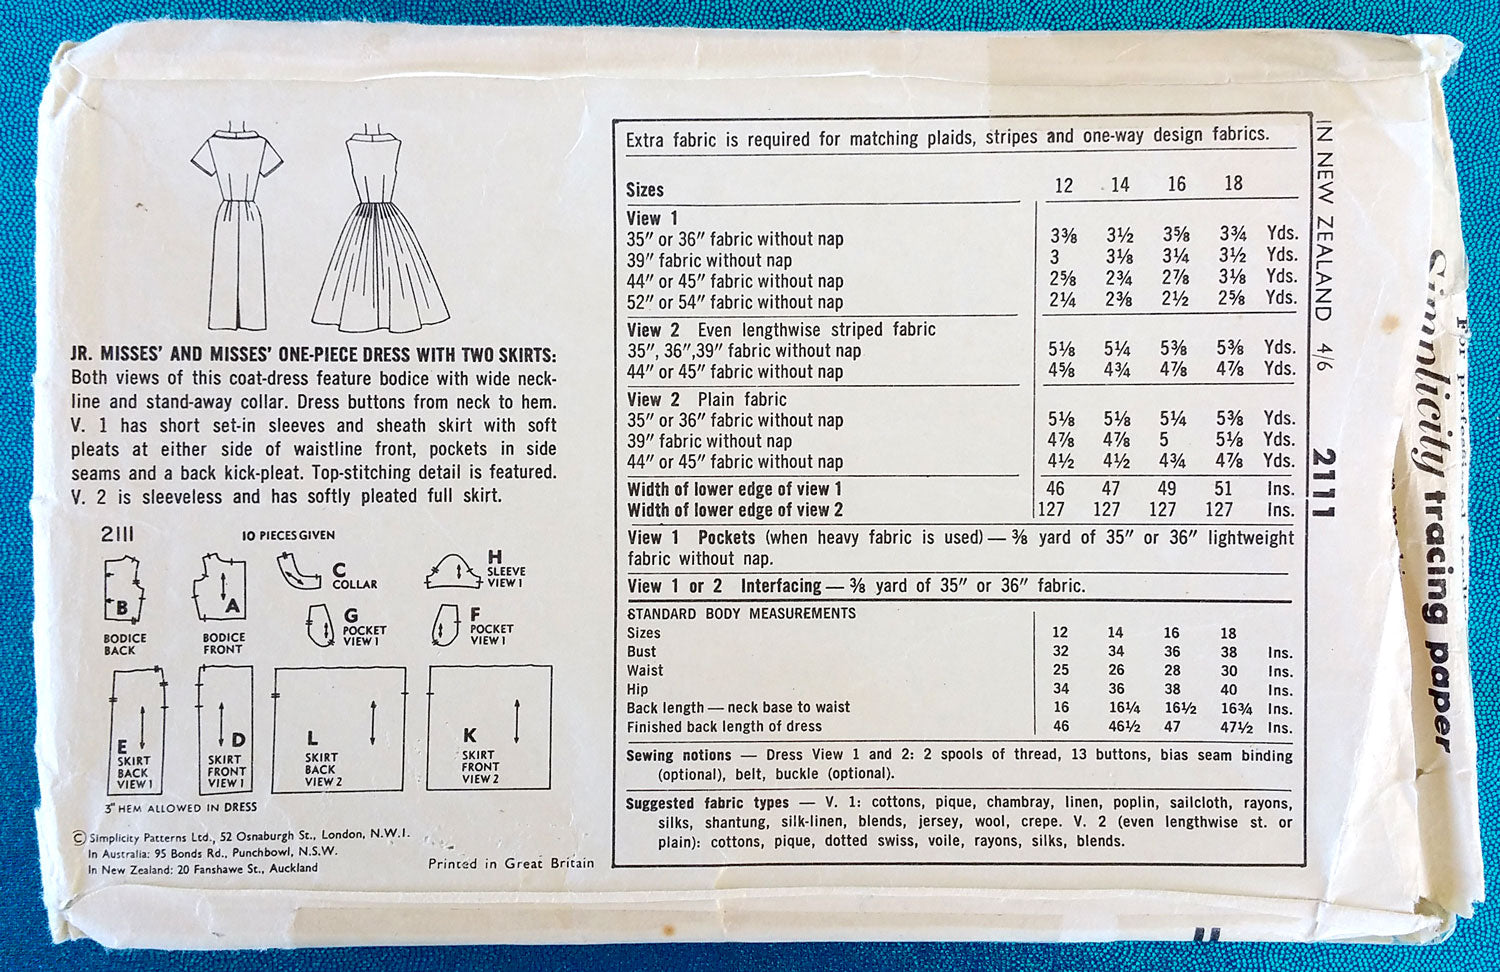 JR. MISSES' AND MISSES' ONE-PIECE DRESS WITH TWO SKIRTS:
Both views of this coat-dress feature bodice with wide neck-
line and stand-away collar. Dress buttons from neck to hem.
V. 1 has short set-in sleeves and sheath skirt with soft
pleats at either side of waistline front, pockets in side
seams and a back kick-pleat. Top-stitching detail is featured.
V. 2 is sleeveless and has softly pleated full skirt.
2111
10 PIECES GIVEN
B
BODICE
BACK
A
BODICE
FRONT
C
COLLAR
H
SLEEVE
VIEW 1
G
POCKET
VIEW 1
F
POCKET
VIEW 1
E
SKIRT
BACK
VIEW 1
D
SKIRT
FRONT
VIEW 1
L
SKIRT
BACK
VIEW 2
K
SKIRT
FRONT
VIEW 2
3" HEM ALLOWED IN DRESS
© Simplicity Patterns Ltd., 52 Osnaburgh St., London, N.W.1.
In Australia: 95 Bonds Rd., Punchbowl, N.S.W.
In New Zealand: 20 Fanshawe St., Auckland
Printed in Great Britain
Extra fabric is required for matching plaids, stripes and one-way design fabrics.
Sizes 12 14 16 18
View 1
35" or 36" fabric without nap 3⅜ 3½ 3⅝ 3¾ Yds.
39" fabric without nap 3 3⅛ 3¼ 3½ Yds.
44" or 45" fabric without nap 2⅝ 2¾ 2⅞ 3⅛ Yds.
52" or 54" fabric without nap 2¼ 2⅜ 2½ 2⅝ Yds.
View 2 Even lengthwise striped fabric
35", 36",39" fabric without nap 5⅛ 5¼ 5⅜ 5⅜ Yds.
44" or 45" fabric without nap 4⅝ 4¾ 4⅞ 4⅞ Yds.
View 2 Plain fabric
35" or 36" fabric without nap 5⅛ 5⅛ 5¼ 5⅜ Yds.
39" fabric without nap 4⅞ 4⅞ 5 5⅛ Yds.
44" or 45" fabric without nap 4½ 4½ 4¾ 4⅞ Yds.
Width of lower edge of view 1 46 47 49 51 Ins.
Width of lower edge of view 2 127 127 127 127 Ins.
View 1 Pockets (when heavy fabric is used) — ⅜ yard of 35" or 36" lightweight
fabric without nap.
View 1 or 2 Interfacing — ⅜ yard of 35" or 36" fabric.
STANDARD BODY MEASUREMENTS
Sizes 12 14 16 18
Bust 32 34 36 38 Ins.
Waist 25 26 28 30 Ins.
Hip 34 36 38 40 Ins.
Back length — neck base to waist 16 16¼ 16½ 16¾ Ins.
Finished back length of dress 46 46½ 47 47½ Ins.
Sewing notions — Dress View 1 and 2: 2 spools of thread, 13 buttons, bias seam binding
(optional), belt, buckle (optional).
Suggested fabric types — V. 1: cottons, pique, chambray, linen, poplin, sailcloth, rayons,
silks, shantung, silk-linen, blends, jersey, wool, crepe. V. 2 (even lengthwise st. or
plain): cottons, pique, dotted swiss, voile, rayons, silks, blends.
IN NEW ZEALAND 4/6 2111
Simplicity tracing paper
For